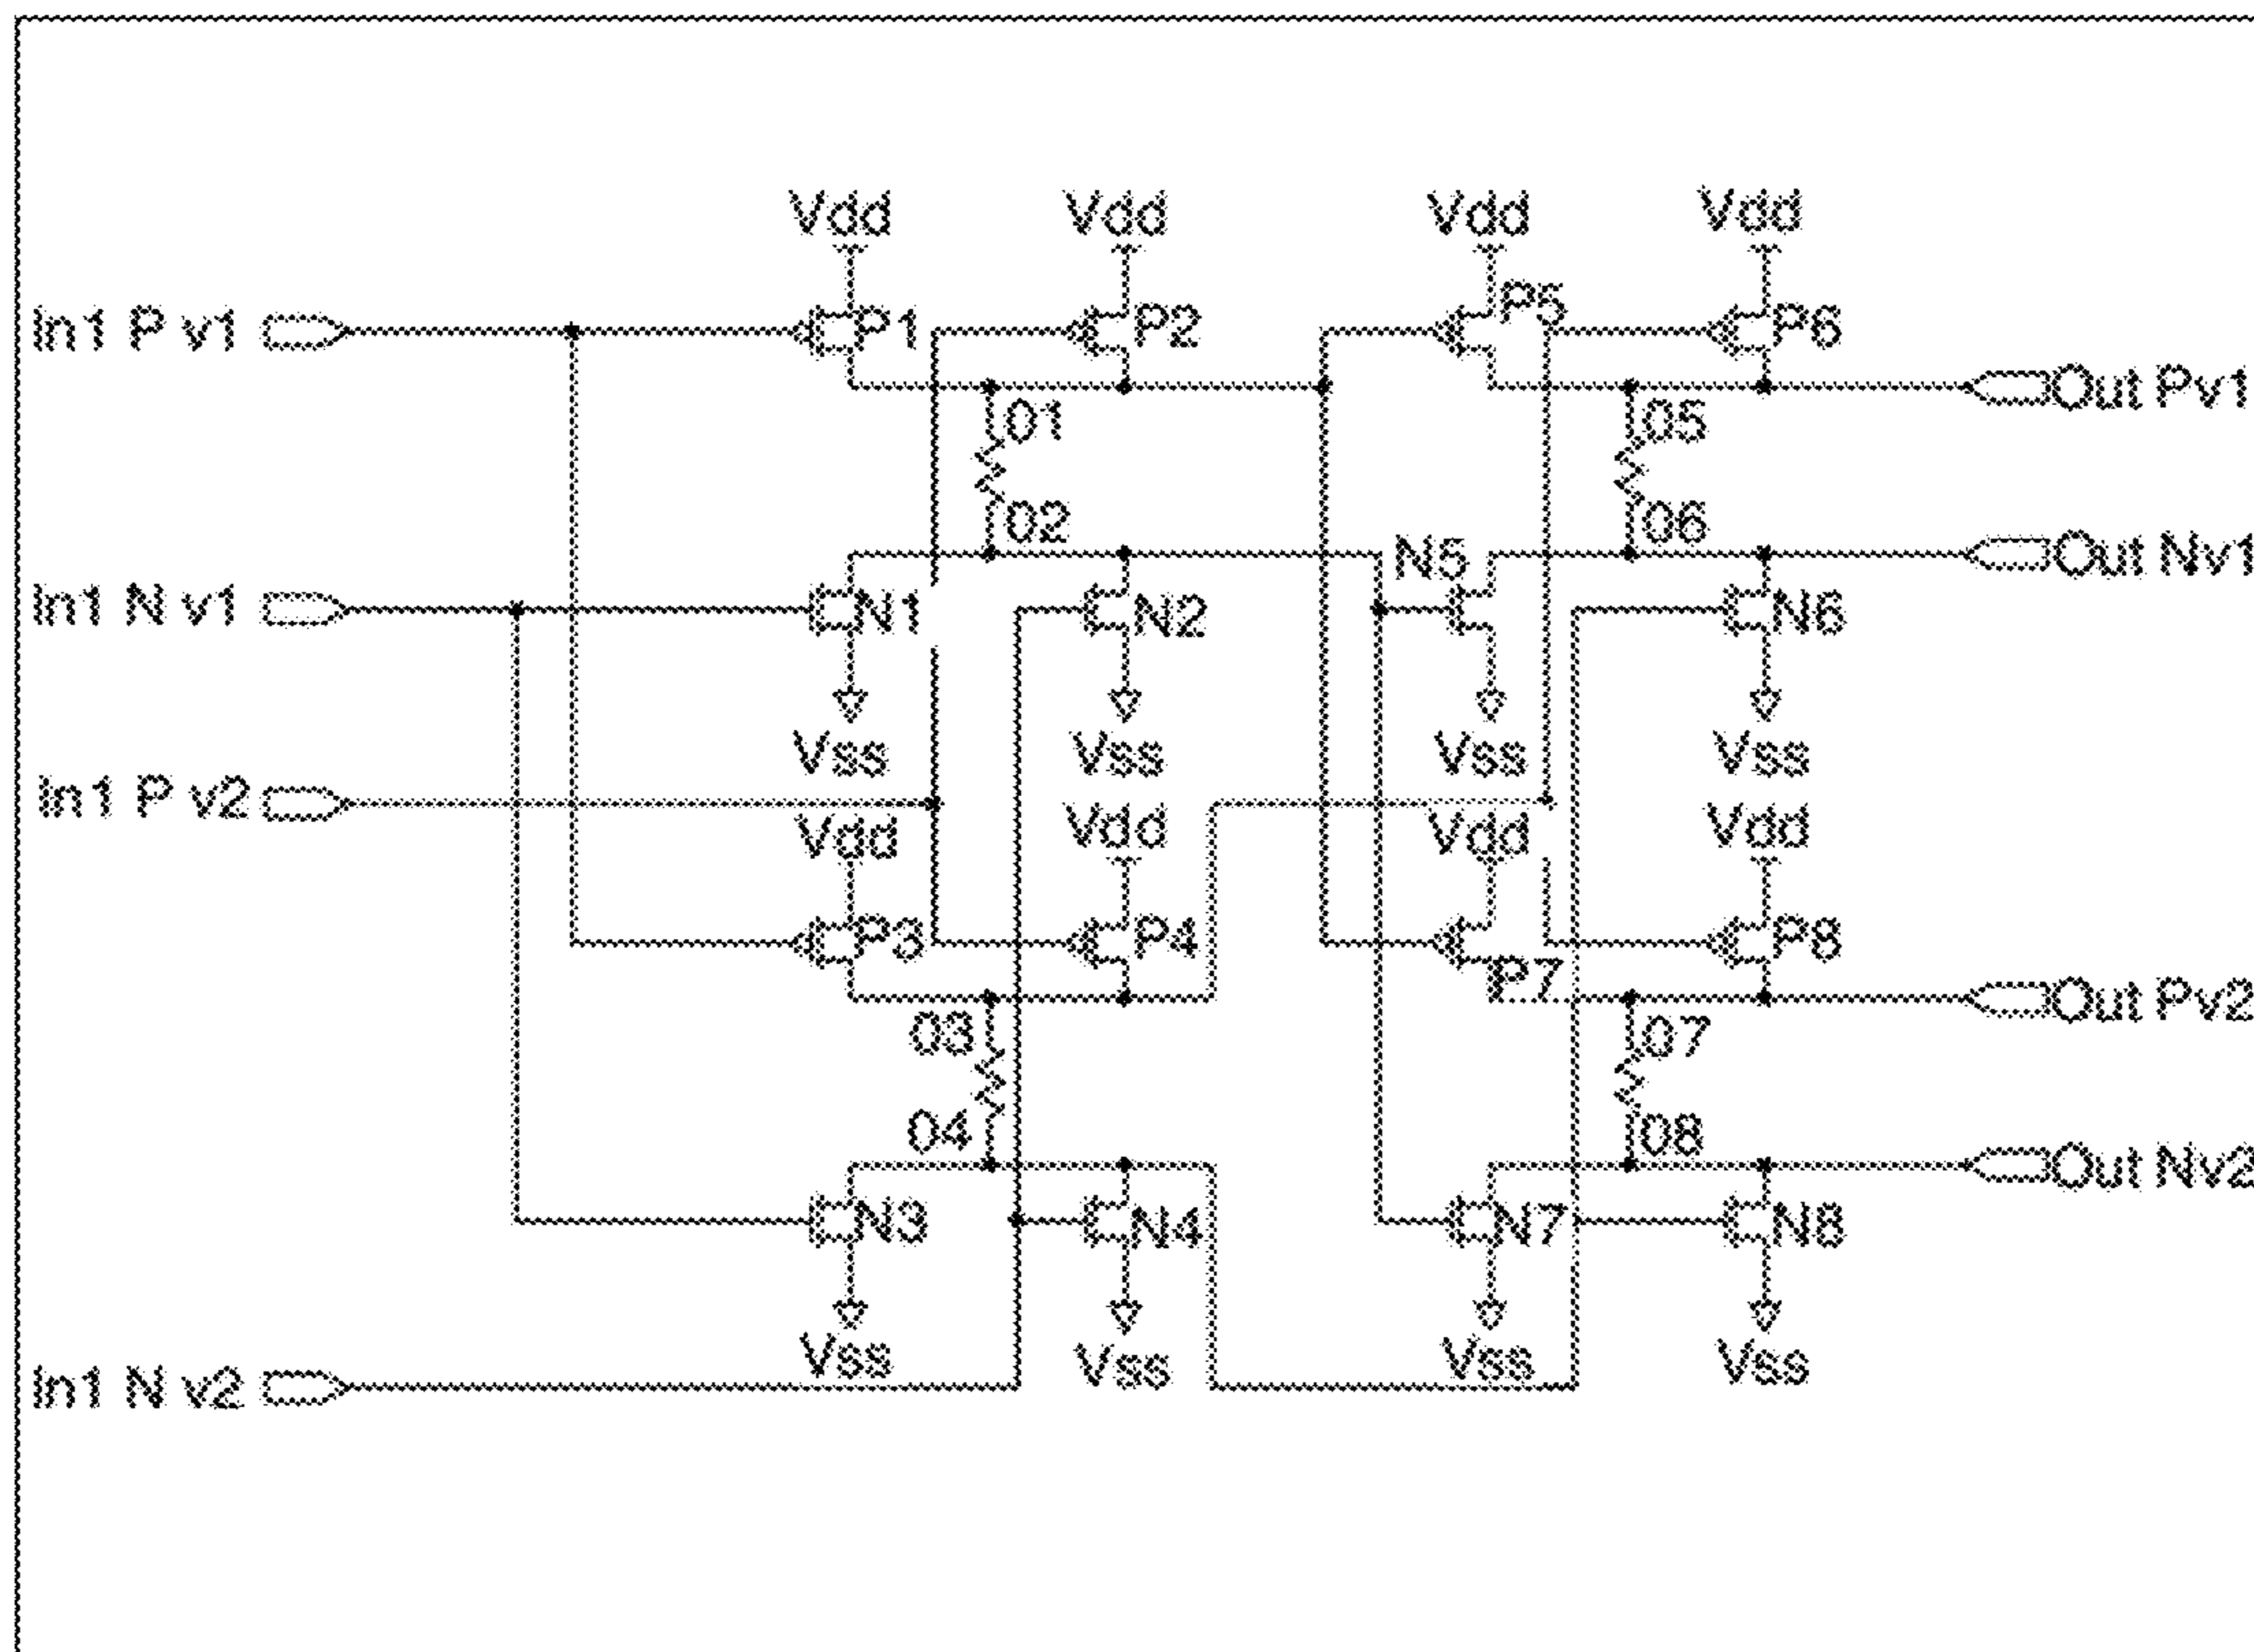 Vdd Vdd Vdd Vdd
In1 P v1 P1 P2 P5 P6
Out Pv1
01 05
02 06
Out Nv1
In1 N v1 N1 N2 N5 N6
Vss Vss Vss Vss
In1 P v2
Vdd Vdd Vdd Vdd
P3 P4 P7 P8
Out Pv2
03 07
04 08
Out Nv2
N3 N4 N7 N8
Vss Vss Vss Vss
In1 N v2